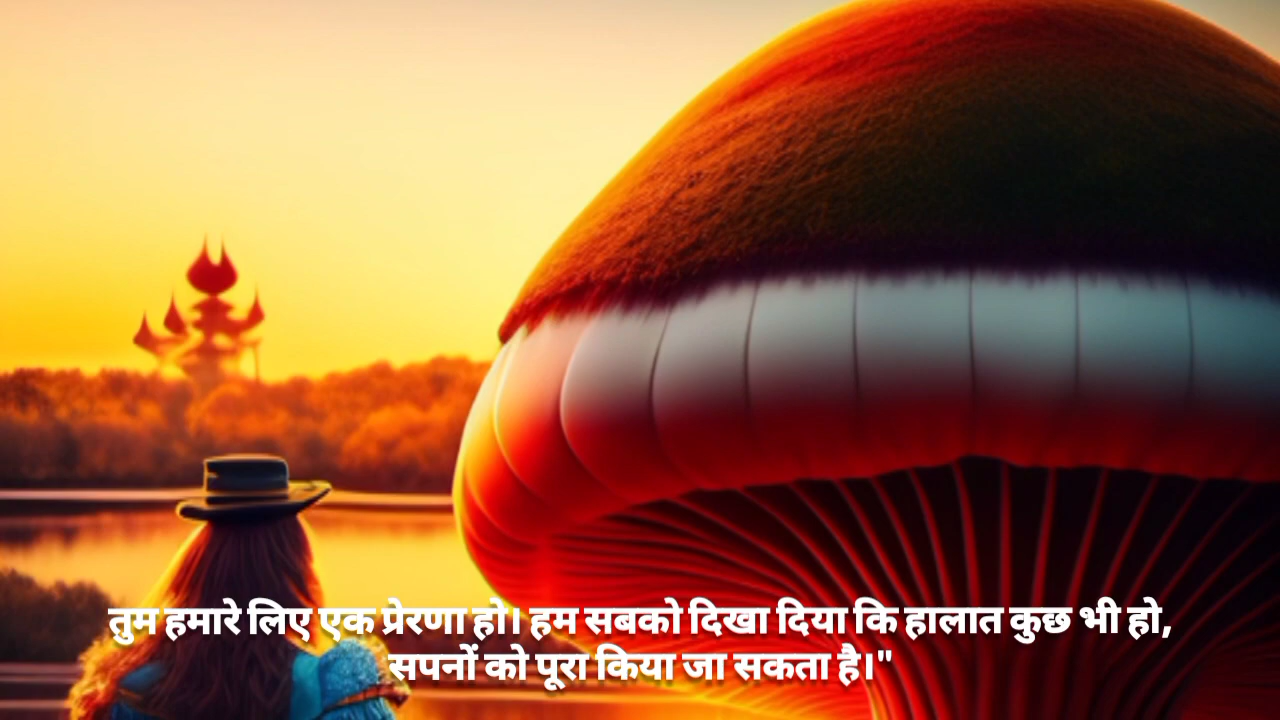 तुम हमारे लिए एक प्रेरणा हो। हम सबको दिखा दिया कि हालात कुछ भी हो,
सपनों को पूरा किया जा सकता है।"